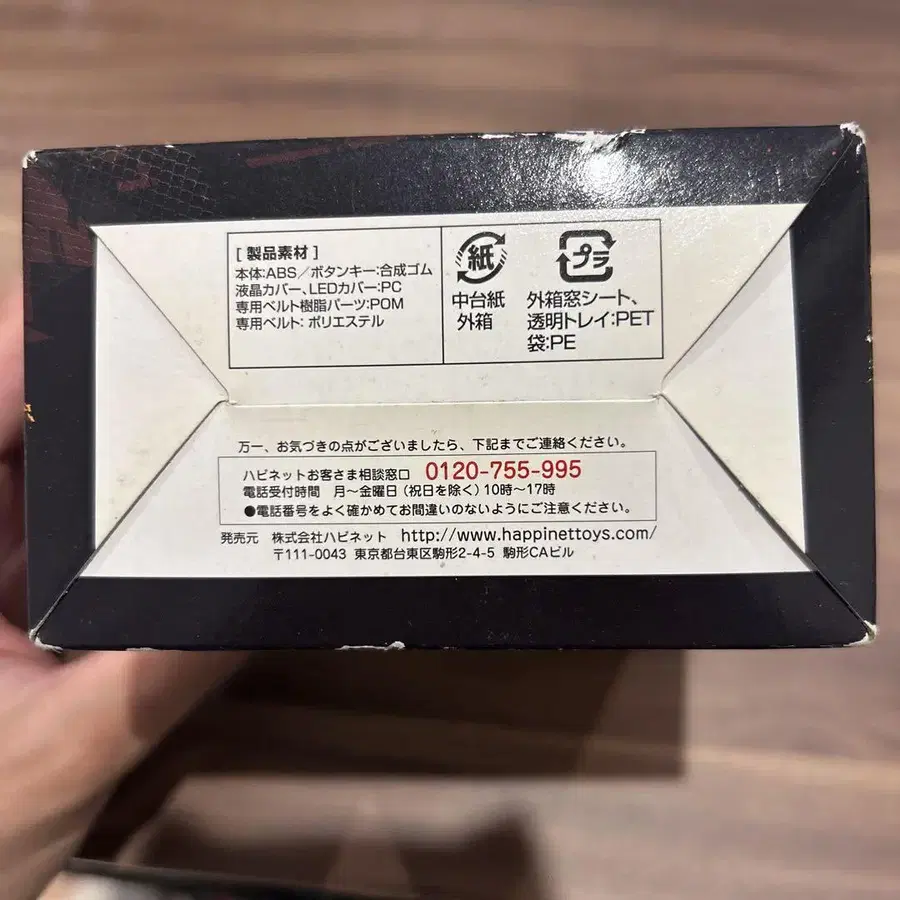 [ 製品素材 ]
本体:ABS／ボタンキー:合成ゴム
液晶カバー、LEDカバー:PC
専用ベルト樹脂パーツ:POM
専用ベルト: ポリエステル
紙
中台紙
外箱
プラ
外箱窓シート、
透明トレイ:PET
袋:PE
万一、お気づきの点がございましたら、下記までご連絡ください。
ハピネットお客さま相談窓口 0120-755-995
電話受付時間 月～金曜日（祝日を除く）10時～17時
●電話番号をよく確かめてお間違いのないようにご注意ください。
発売元 株式会社ハピネット http://www.happinettoys.com/
〒111-0043 東京都台東区駒形2-4-5 駒形CAビル